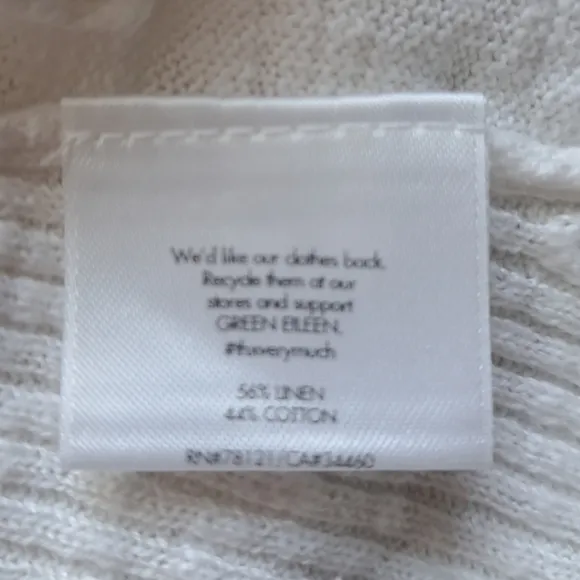 We'd like our clothes back.
Recycle them at our
stores and support
GREEN EILEEN.
#thxverymuch
56% LINEN
44% COTTON
RN#78121/CA#34460